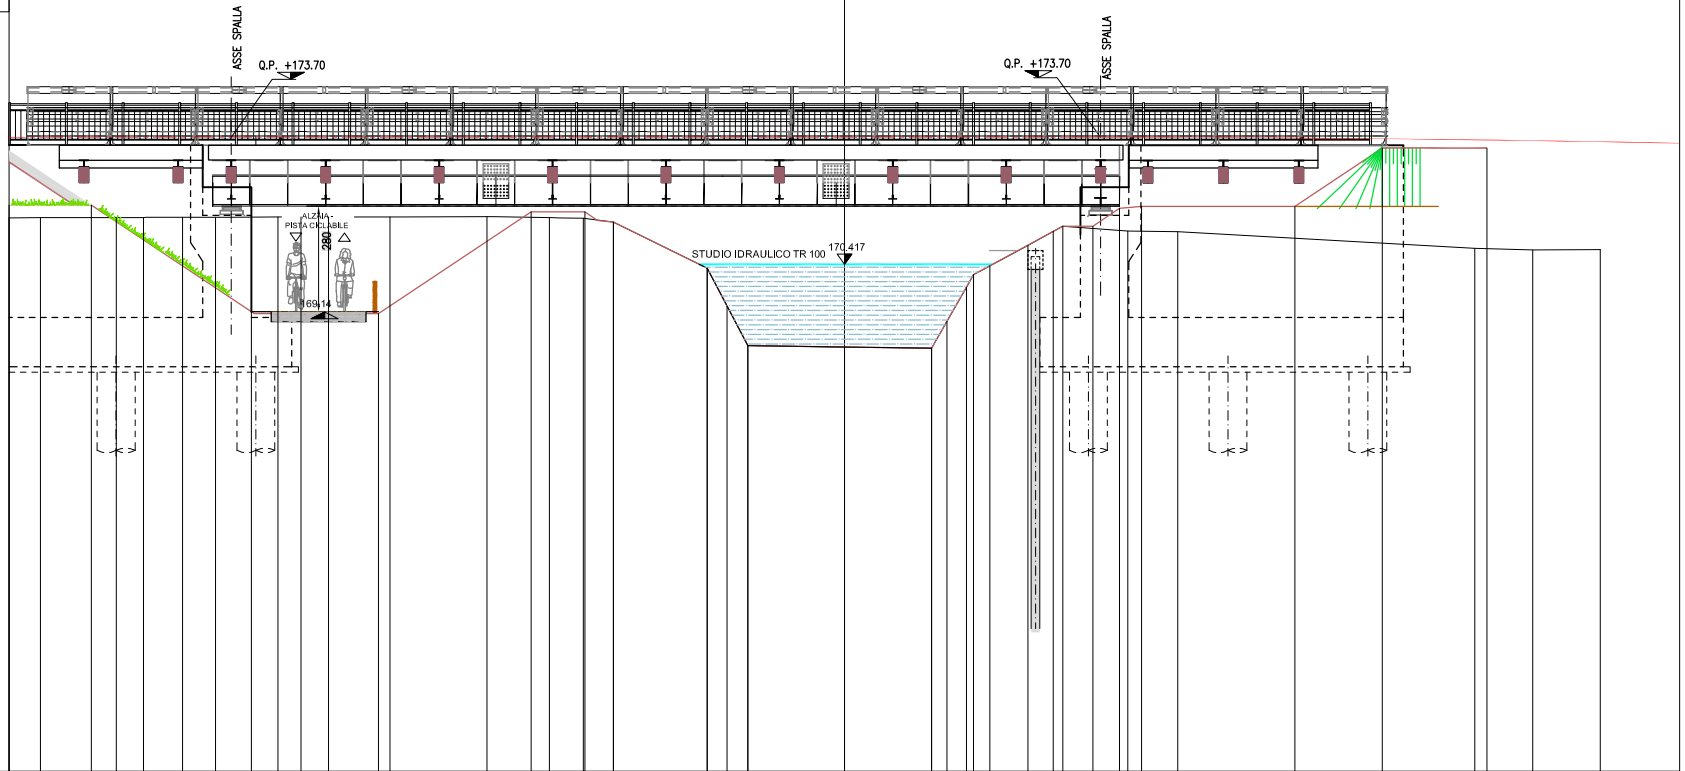 ASSE SPALLA
Q.P. +173.70
Q.P. +173.70
ASSE SPALLA
ALZAIA -
PISTA CICLABILE
280
STUDIO IDRAULICO TR 100
170.417
169.14